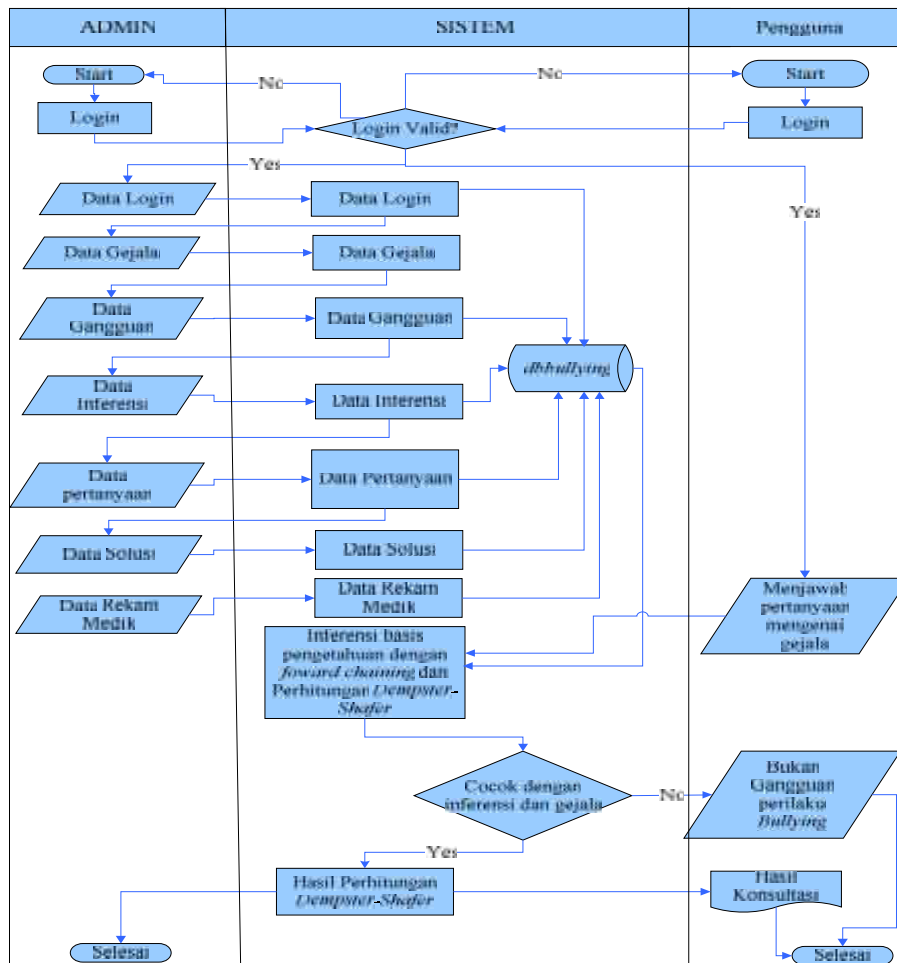 ADMIN
SISTEM
Pengguna
Start
No
No
Start
Login
Login Valid?
Login
Yes
Yes
Data Login
Data Login
Data Gejala
Data Gejala
Data
Gangguan
Data Gangguan
dbbullying
Data
Inferensi
Data Inferensi
Data
pertanyaan
Data Pertanyaan
Data Solusi
Data Solusi
Data Rekam
Medik
Data Rekam
Medik
Menjawab
pertanyaan
mengenai
gejala
Inferensi basis
pengetahuan dengan
foward chaining dan
Perhitungan Dempster-
Shafer
Cocok dengan
inferensi dan gejala
No
Bukan
Gangguan
perilaku
Bullying
Yes
Hasil Perhitungan
Dempster-Shafer
Hasil
Konsultasi
Selesai
Selesai